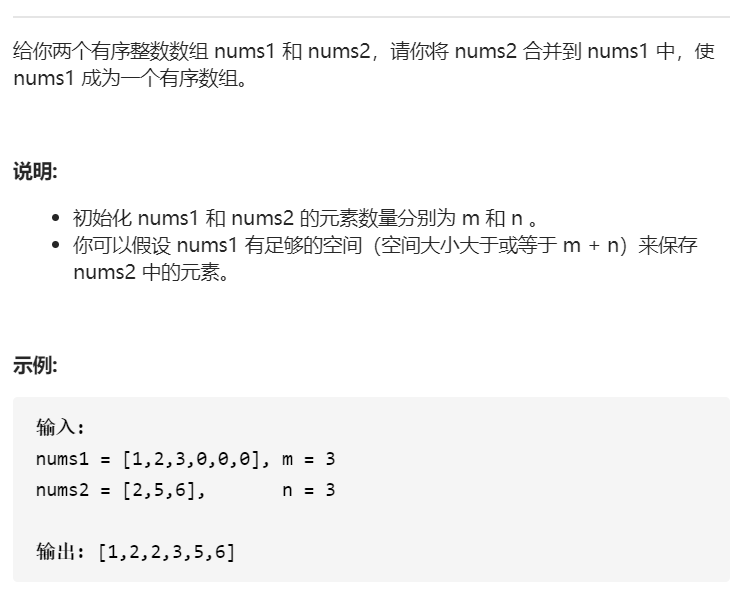 给你两个有序整数数组 nums1 和 nums2，请你将 nums2 合并到 nums1 中，使
nums1 成为一个有序数组。
说明:
• 初始化 nums1 和 nums2 的元素数量分别为 m 和 n 。
• 你可以假设 nums1 有足够的空间（空间大小大于或等于 m + n）来保存
nums2 中的元素。
示例:
输入:
nums1 = [1,2,3,0,0,0], m = 3
nums2 = [2,5,6],       n = 3
输出: [1,2,2,3,5,6]